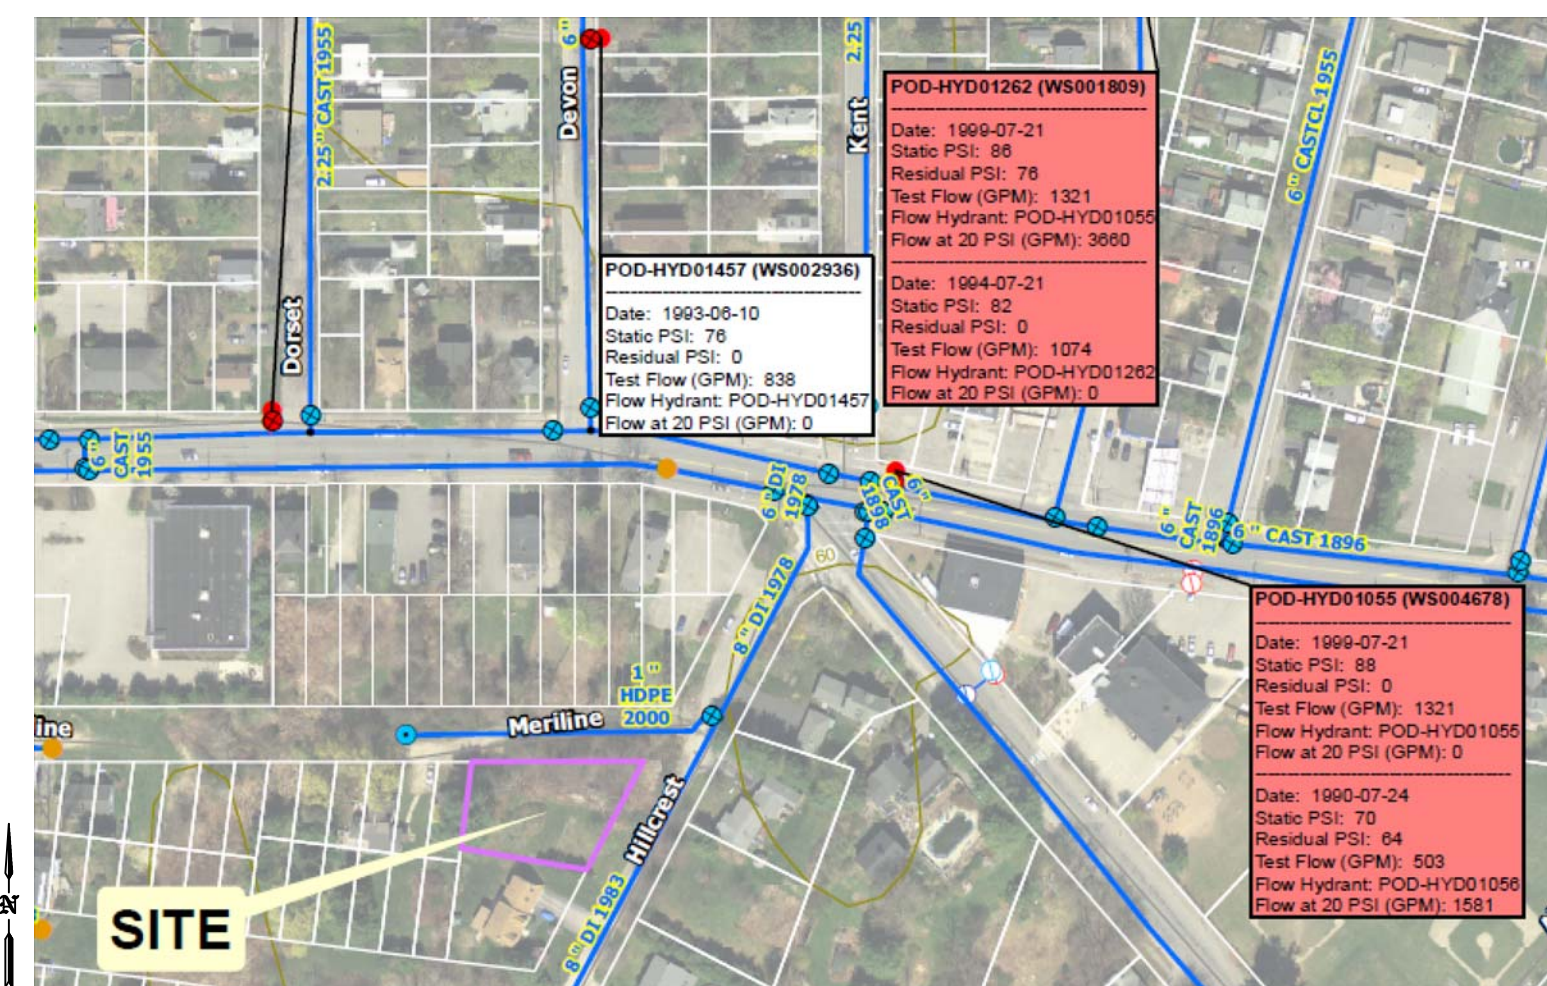 2.25" CAST 1955
6"
Devon
2.25
Kent
6" CASTCL 1955
Dorset
POD-HYD01262 (WS001809)
Date: 1999-07-21
Static PSI: 86
Residual PSI: 76
Test Flow (GPM): 1321
Flow Hydrant: POD-HYD01055
Flow at 20 PSI (GPM): 3660
Date: 1994-07-21
Static PSI: 82
Residual PSI: 0
Test Flow (GPM): 1074
Flow Hydrant: POD-HYD01262
Flow at 20 PSI (GPM): 0
POD-HYD01457 (WS002936)
Date: 1993-06-10
Static PSI: 76
Residual PSI: 0
Test Flow (GPM): 838
Flow Hydrant: POD-HYD01457
Flow at 20 PSI (GPM): 0
6"
CAST
1955
6" DI
1978
6"
CAST
1898
6"
CAST
1896
6" CAST 1896
60
8" DI 1978
1"
HDPE
2000
Meriline
ine
Hillcrest
8" DI 1983
SITE
N
POD-HYD01055 (WS004678)
Date: 1999-07-21
Static PSI: 88
Residual PSI: 0
Test Flow (GPM): 1321
Flow Hydrant: POD-HYD01055
Flow at 20 PSI (GPM): 0
Date: 1990-07-24
Static PSI: 70
Residual PSI: 64
Test Flow (GPM): 503
Flow Hydrant: POD-HYD01056
Flow at 20 PSI (GPM): 1581